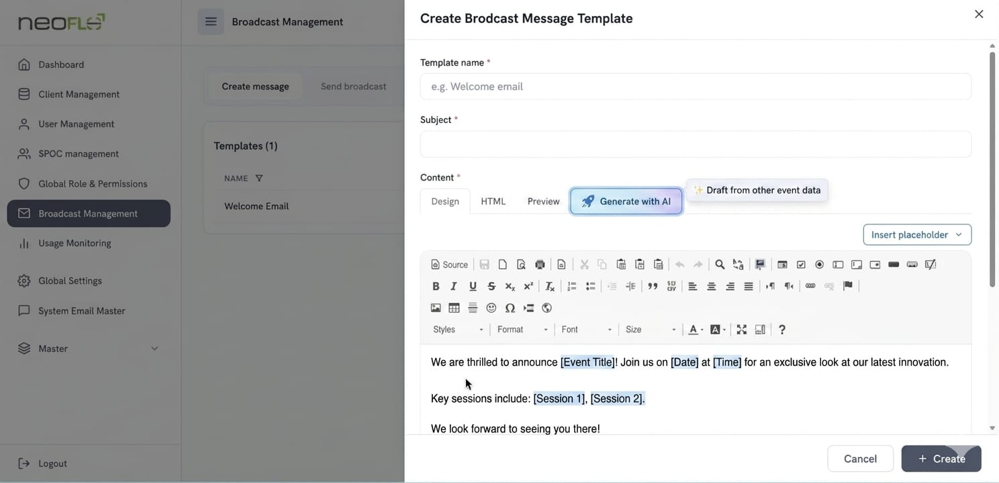 neoFLo
Dashboard
Client Management
User Management
SPOC management
Global Role & Permissions
Broadcast Management
Usage Monitoring
Global Settings
System Email Master
Master
Logout
Broadcast Management
Create message Send broadcast
Templates (1)
NAME
Welcome Email
Create Brodcast Message Template
Template name *
e.g. Welcome email
Subject *
Content *
Design HTML Preview Generate with AI
✨ Draft from other event data
Insert placeholder
Source
B I U S x₂ x² Tx
Styles Format Font Size A A ?
We are thrilled to announce [Event Title]! Join us on [Date] at [Time] for an exclusive look at our latest innovation.
Key sessions include: [Session 1], [Session 2].
We look forward to seeing you there!
Cancel + Create